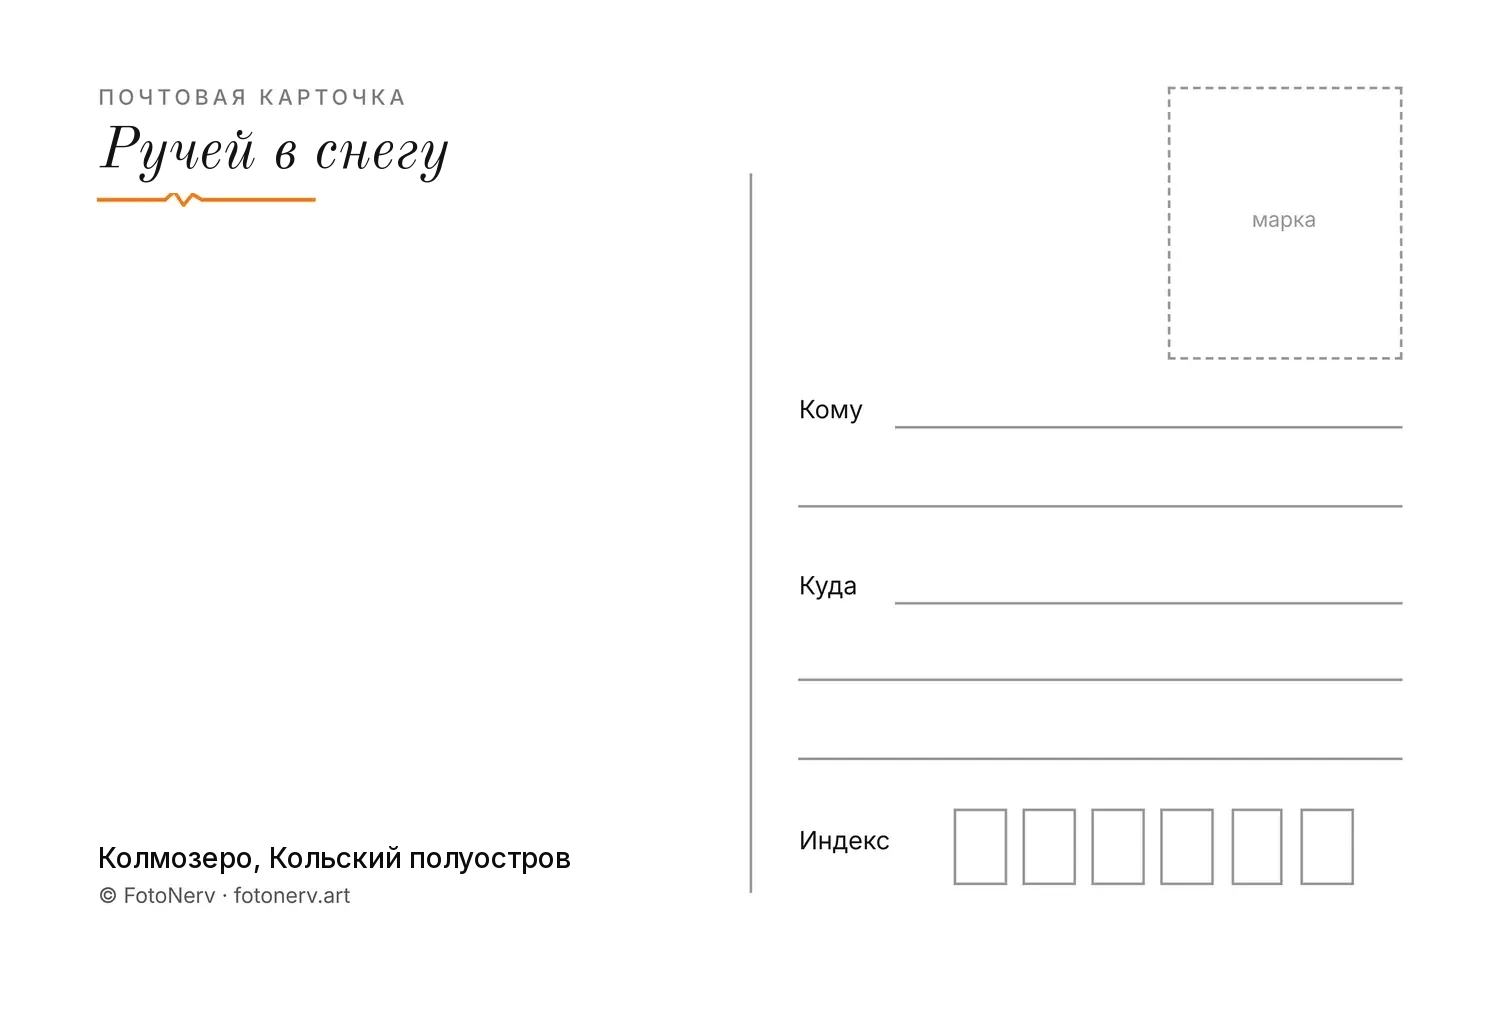 ПОЧТОВАЯ КАРТОЧКА
Ручей в снегу
марка
Кому
Куда
Индекс
Колмозеро, Кольский полуостров
© FotoNerv · fotonerv.art